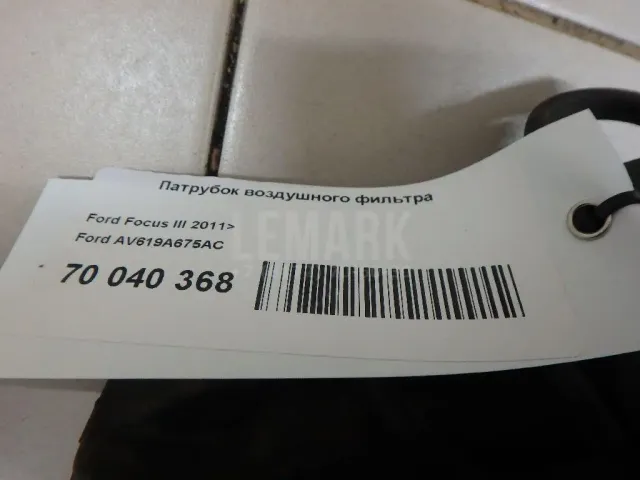 Патрубок воздушного фильтра
Ford Focus III 2011>
Ford AV619A675AC
LEMARK
70 040 368